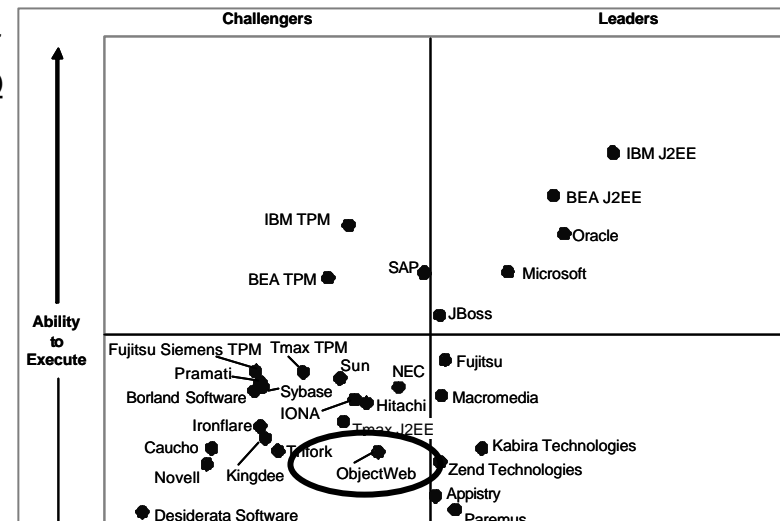 Challengers
Leaders
IBM J2EE
BEA J2EE
IBM TPM
Oracle
SAP
Microsoft
BEA TPM
JBoss
Ability
to
Execute
Fujitsu Siemens TPM
Tmax TPM
Sun
Fujitsu
Pramati
NEC
Sybase
Borland Software
Macromedia
IONA
Hitachi
Ironflare
Tmax J2EE
Caucho
Trifork
Kabira Technologies
Novell
Kingdee
ObjectWeb
Zend Technologies
Appistry
Desiderata Software
Paremus